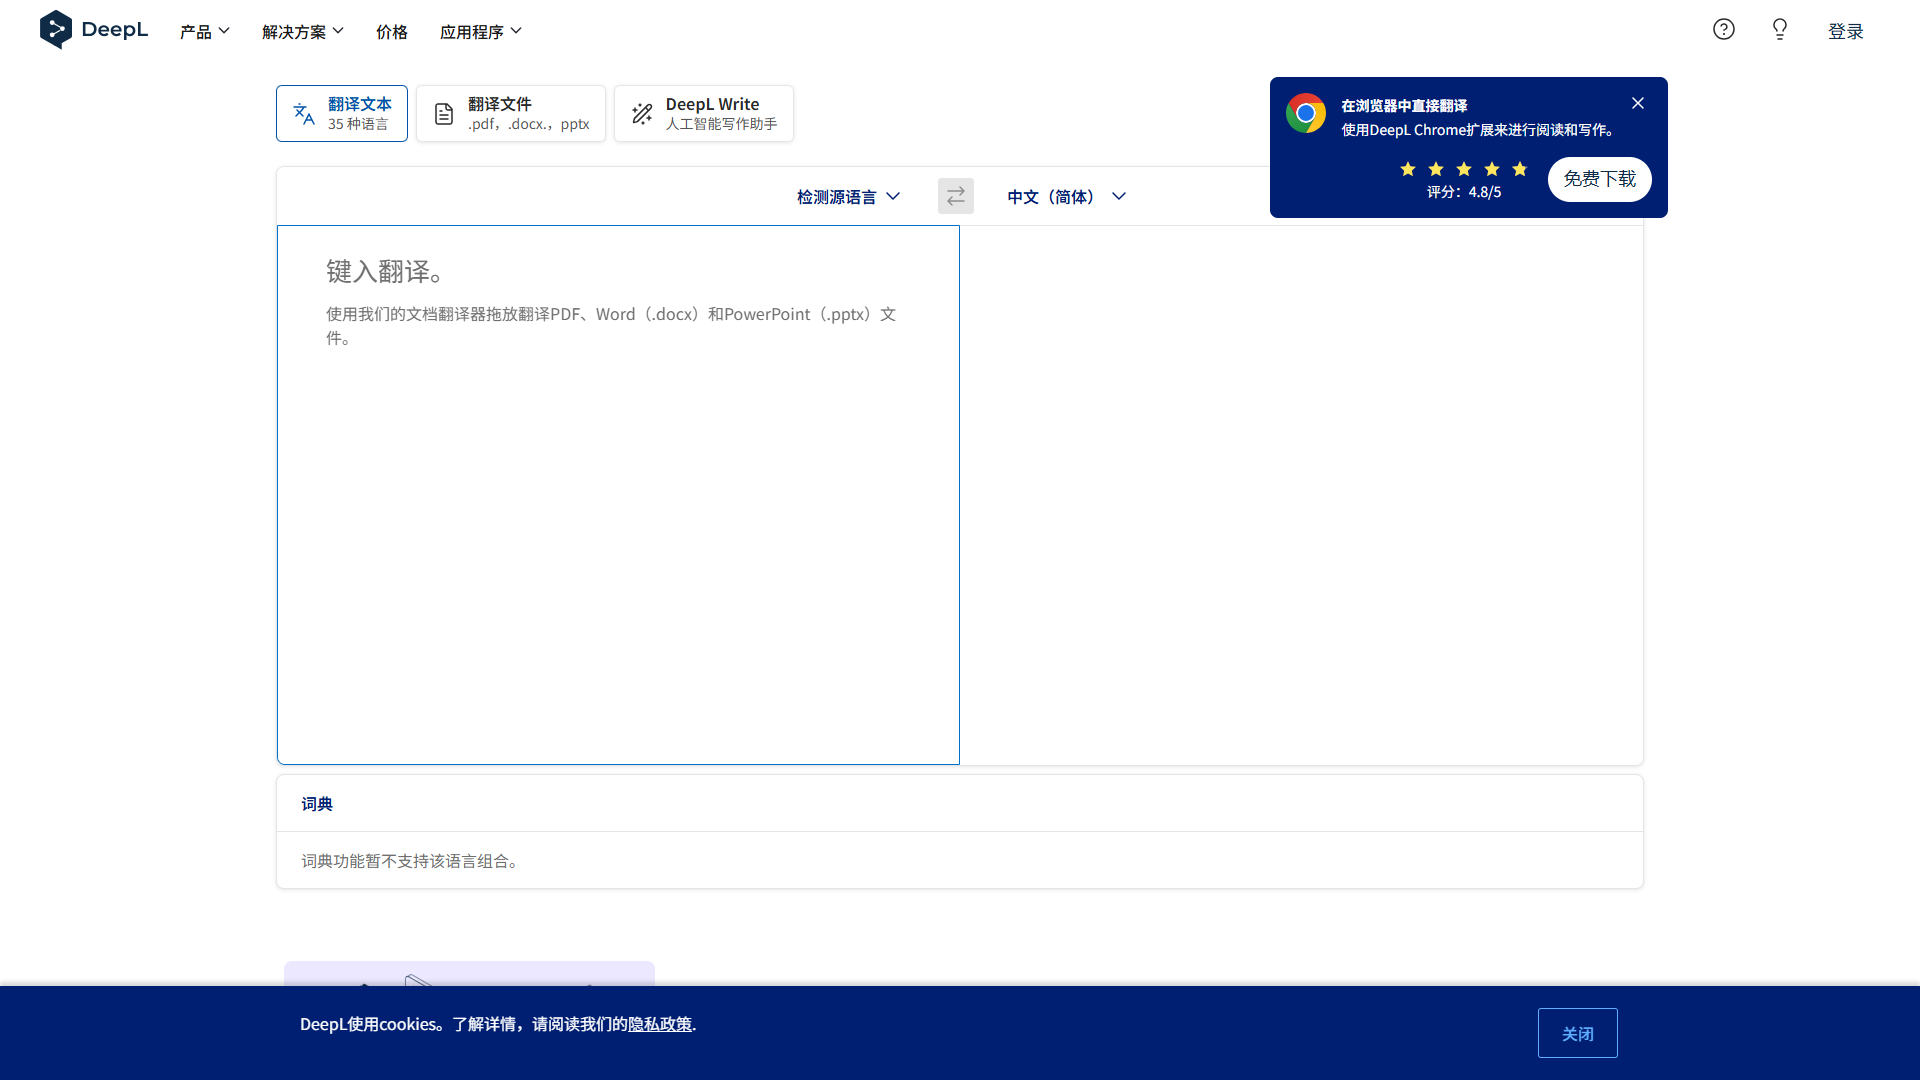 DeepL
产品
解决方案
价格
应用程序
登录
翻译文本
35 种语言
翻译文件
.pdf，.docx.，pptx
DeepL Write
人工智能写作助手
在浏览器中直接翻译
使用DeepL Chrome扩展来进行阅读和写作。
评分：4.8/5
免费下载
检测源语言
中文（简体）
键入翻译。
使用我们的文档翻译器拖放翻译PDF、Word（.docx）和PowerPoint（.pptx）文
件。
词典
词典功能暂不支持该语言组合。
DeepL使用cookies。了解详情，请阅读我们的隐私政策.
关闭